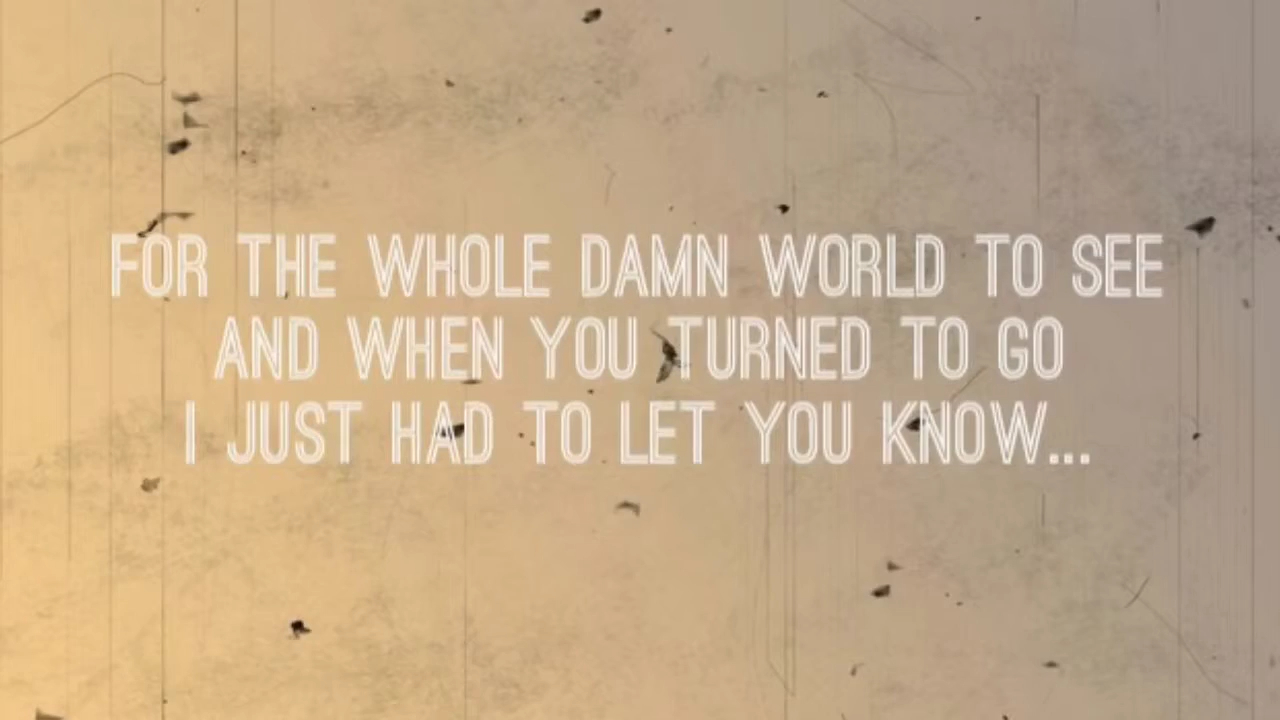 FOR THE WHOLE DAMN WORLD TO SEE
AND WHEN YOU TURNED TO GO
I JUST HAD TO LET YOU KNOW...